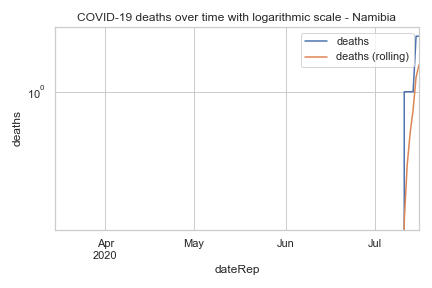 COVID-19 deaths over time with logarithmic scale - Namibia
deaths
deaths (rolling)
10⁰
deaths
Apr
2020
May
Jun
Jul
dateRep